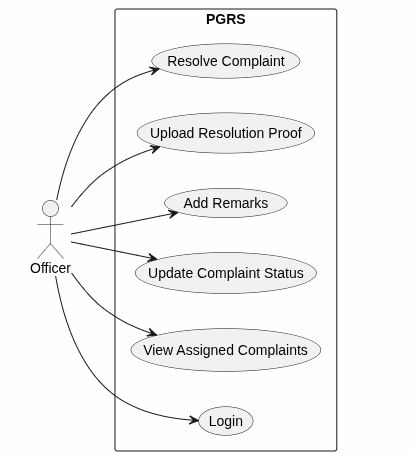 PGRS
Resolve Complaint
Upload Resolution Proof
Add Remarks
Officer
Update Complaint Status
View Assigned Complaints
Login